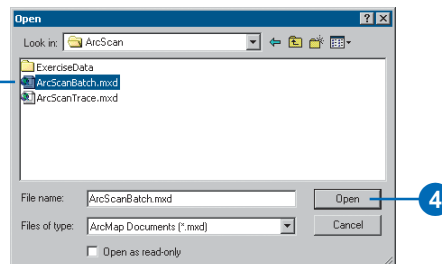 Open
Look in: ArcScan
ExerciseData
ArcScanBatch.mxd
ArcScanTrace.mxd
File name: ArcScanBatch.mxd Open
4
Files of type: ArcMap Documents (*.mxd) Cancel
Open as read-only